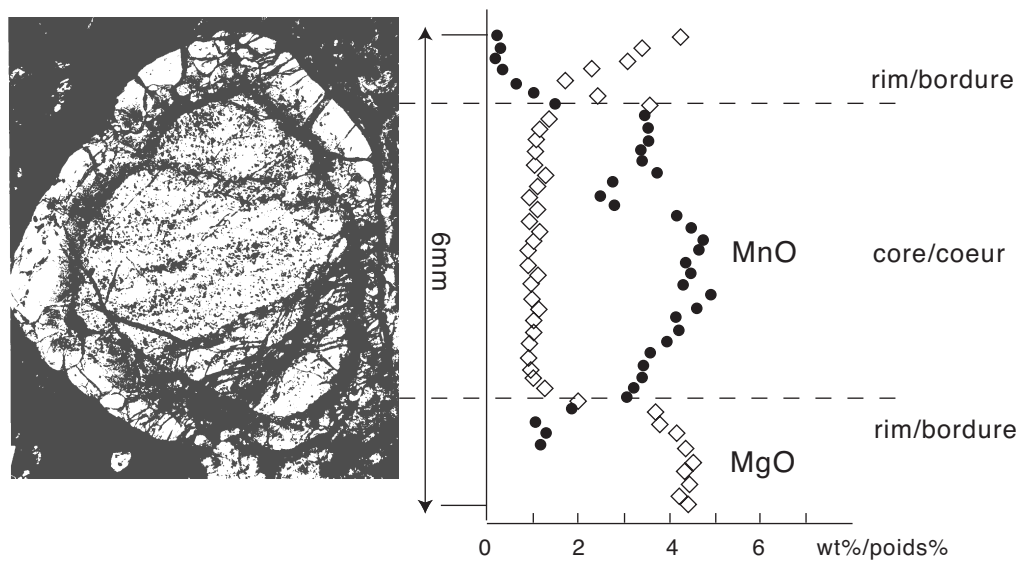 rim/bordure
6mm
MnO
core/coeur
rim/bordure
MgO
0 2 4 6 wt%/poids%